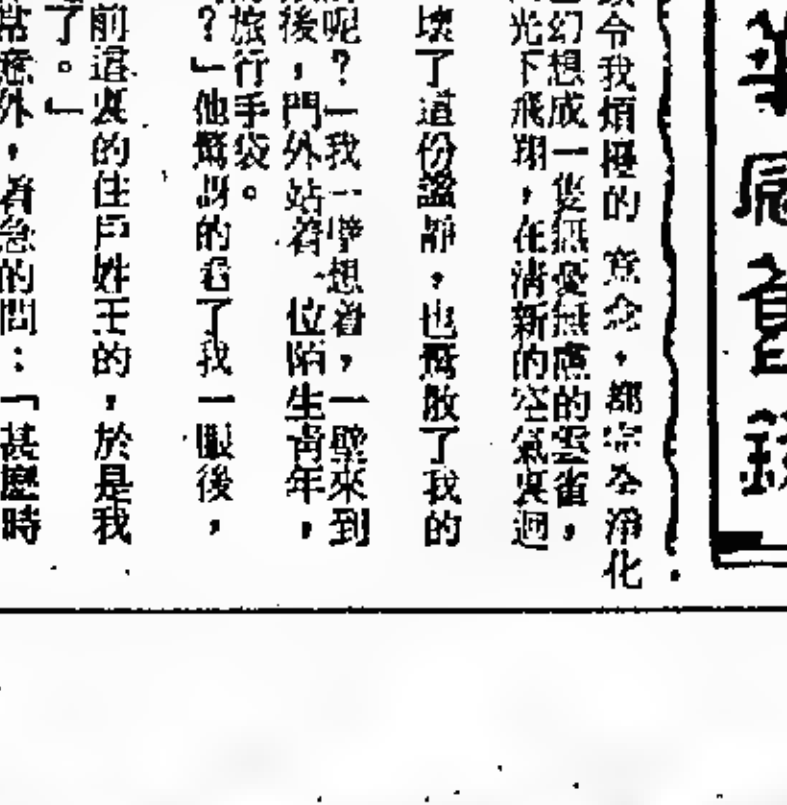 華
舊
令我煩擾的意念，都完全淨化
幻想成一隻無憂無慮的雲雀，
光下飛翔，在清新的空氣裏迴
壞了這份謐靜，也驚散了我的
呢？」我一壁想着，一壁來到
後，門外站着一位陌生青年，
旅行手袋。
？」他驚訝的看了我一眼後，
前這裏的住戶姓王的，於是我
了。」
常意外，着急的問：「甚麼時